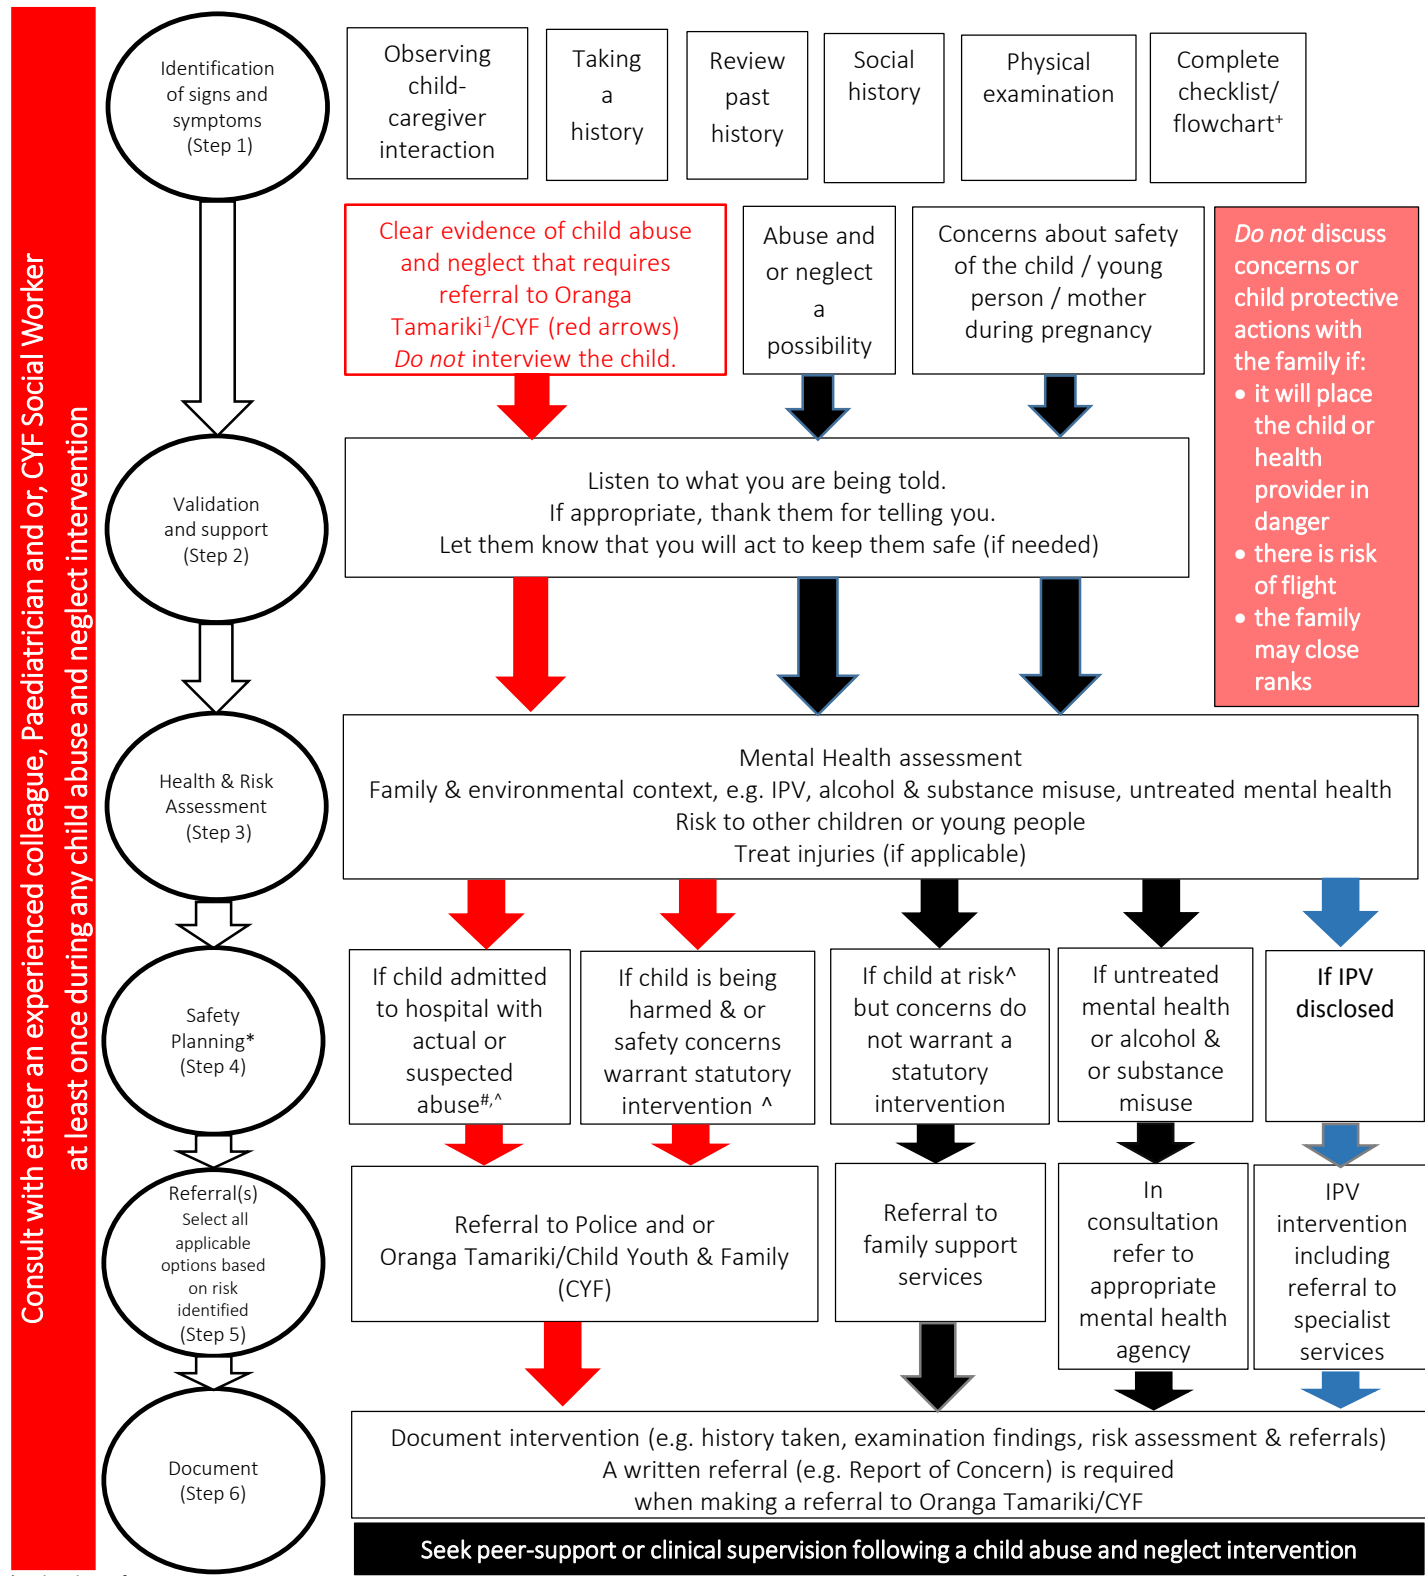 Consult with either an experienced colleague, Paediatrician and or, CYF Social Worker
at least once during any child abuse and neglect intervention
Identification
of signs and
symptoms
(Step 1)
Observing
child-
caregiver
interaction
Taking
a
history
Review
past
history
Social
history
Physical
examination
Complete
checklist/
flowchart⁺
Clear evidence of child abuse
and neglect that requires
referral to Oranga
Tamariki¹/CYF (red arrows)
Do not interview the child.
Abuse and
or neglect
a
possibility
Concerns about safety
of the child / young
person / mother
during pregnancy
Do not discuss
concerns or
child protective
actions with
the family if:
• it will place
the child or
health
provider in
danger
• there is risk
of flight
• the family
may close
ranks
Validation
and support
(Step 2)
Listen to what you are being told.
If appropriate, thank them for telling you.
Let them know that you will act to keep them safe (if needed)
Health & Risk
Assessment
(Step 3)
Mental Health assessment
Family & environmental context, e.g. IPV, alcohol & substance misuse, untreated mental health
Risk to other children or young people
Treat injuries (if applicable)
Safety
Planning*
(Step 4)
If child admitted
to hospital with
actual or
suspected
abuse#,^
If child is being
harmed & or
safety concerns
warrant statutory
intervention ^
If child at risk^
but concerns do
not warrant a
statutory
intervention
If untreated
mental health
or alcohol &
or substance
misuse
If IPV
disclosed
Referral(s)
Select all
applicable
options based
on risk
identified
(Step 5)
Referral to Police and or
Oranga Tamariki/Child Youth & Family
(CYF)
Referral to
family support
services
In
consultation
refer to
appropriate
mental health
agency
IPV
intervention
including
referral to
specialist
services
Document
(Step 6)
Document intervention (e.g. history taken, examination findings, risk assessment & referrals)
A written referral (e.g. Report of Concern) is required
when making a referral to Oranga Tamariki/CYF
Seek peer-support or clinical supervision following a child abuse and neglect intervention